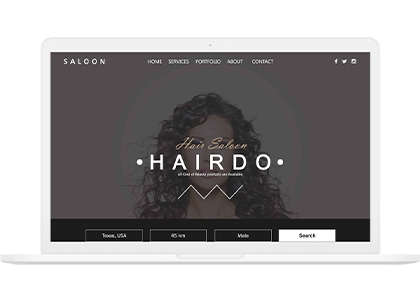 SALOON HOME SERVICES PORTFOLIO ABOUT CONTACT
Hair Saloon
•HAIRDO•
All Kind of Beauty products are Available
Texas, USA 45 km Male Search